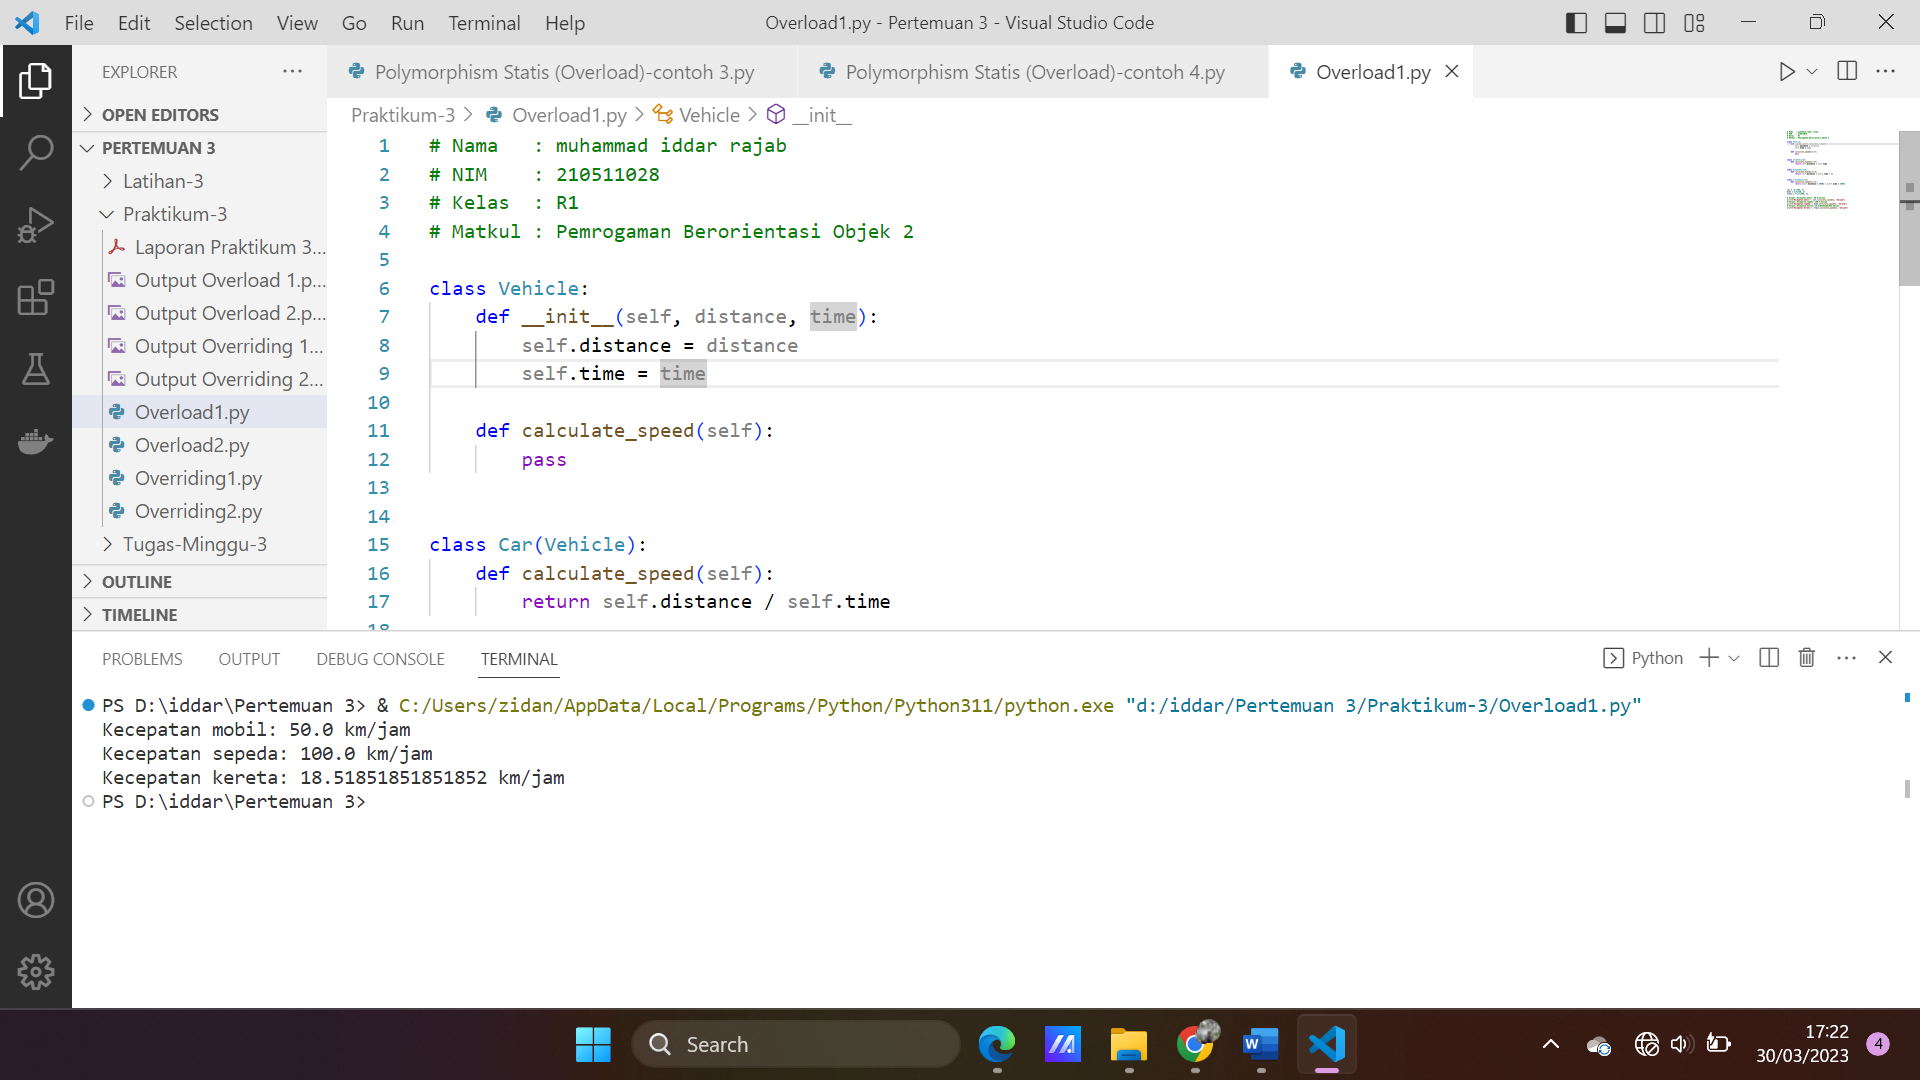 File Edit Selection View Go Run Terminal Help
Overload1.py - Pertemuan 3 - Visual Studio Code
EXPLORER
OPEN EDITORS
PERTEMUAN 3
Latihan-3
Praktikum-3
Laporan Praktikum 3...
Output Overload 1.p...
Output Overload 2.p...
Output Overriding 1...
Output Overriding 2...
Overload1.py
Overload2.py
Overriding1.py
Overriding2.py
Tugas-Minggu-3
OUTLINE
TIMELINE
Polymorphism Statis (Overload)-contoh 3.py
Polymorphism Statis (Overload)-contoh 4.py
Overload1.py
Praktikum-3 > Overload1.py > Vehicle > __init__
1 # Nama   : muhammad iddar rajab
2 # NIM    : 210511028
3 # Kelas  : R1
4 # Matkul : Pemrogaman Berorientasi Objek 2
5
6 class Vehicle:
7     def __init__(self, distance, time):
8         self.distance = distance
9         self.time = time
10
11     def calculate_speed(self):
12         pass
13
14
15 class Car(Vehicle):
16     def calculate_speed(self):
17         return self.distance / self.time
18
PROBLEMS OUTPUT DEBUG CONSOLE TERMINAL
Python
PS D:\iddar\Pertemuan 3> & C:/Users/zidan/AppData/Local/Programs/Python/Python311/python.exe "d:/iddar/Pertemuan 3/Praktikum-3/Overload1.py"
Kecepatan mobil: 50.0 km/jam
Kecepatan sepeda: 100.0 km/jam
Kecepatan kereta: 18.51851851851852 km/jam
PS D:\iddar\Pertemuan 3>
Search
17:22
30/03/2023
4